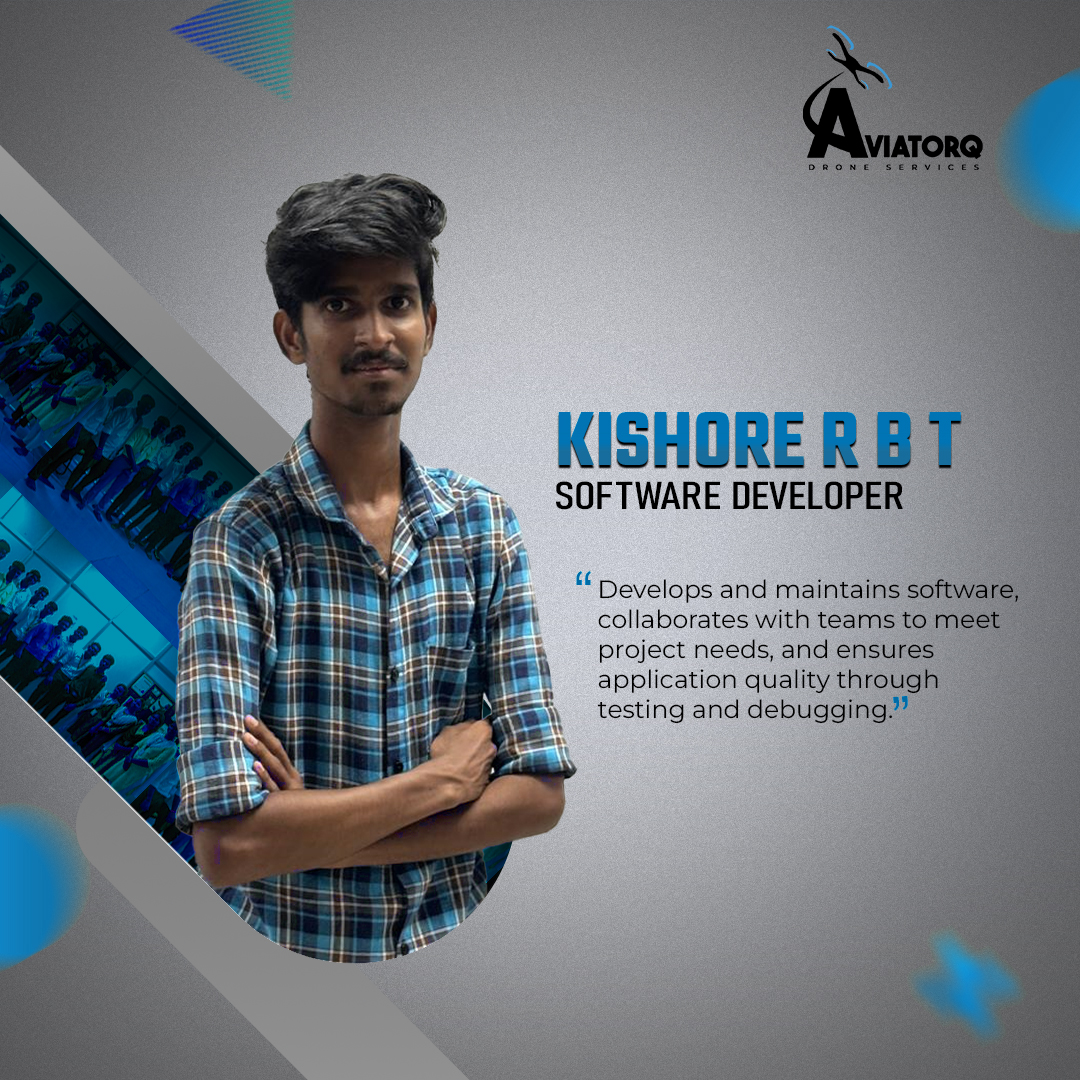 AVIATORQ
DRONE SERVICES
KISHORE R B T
SOFTWARE DEVELOPER
“ Develops and maintains software,
collaborates with teams to meet
project needs, and ensures
application quality through
testing and debugging.”